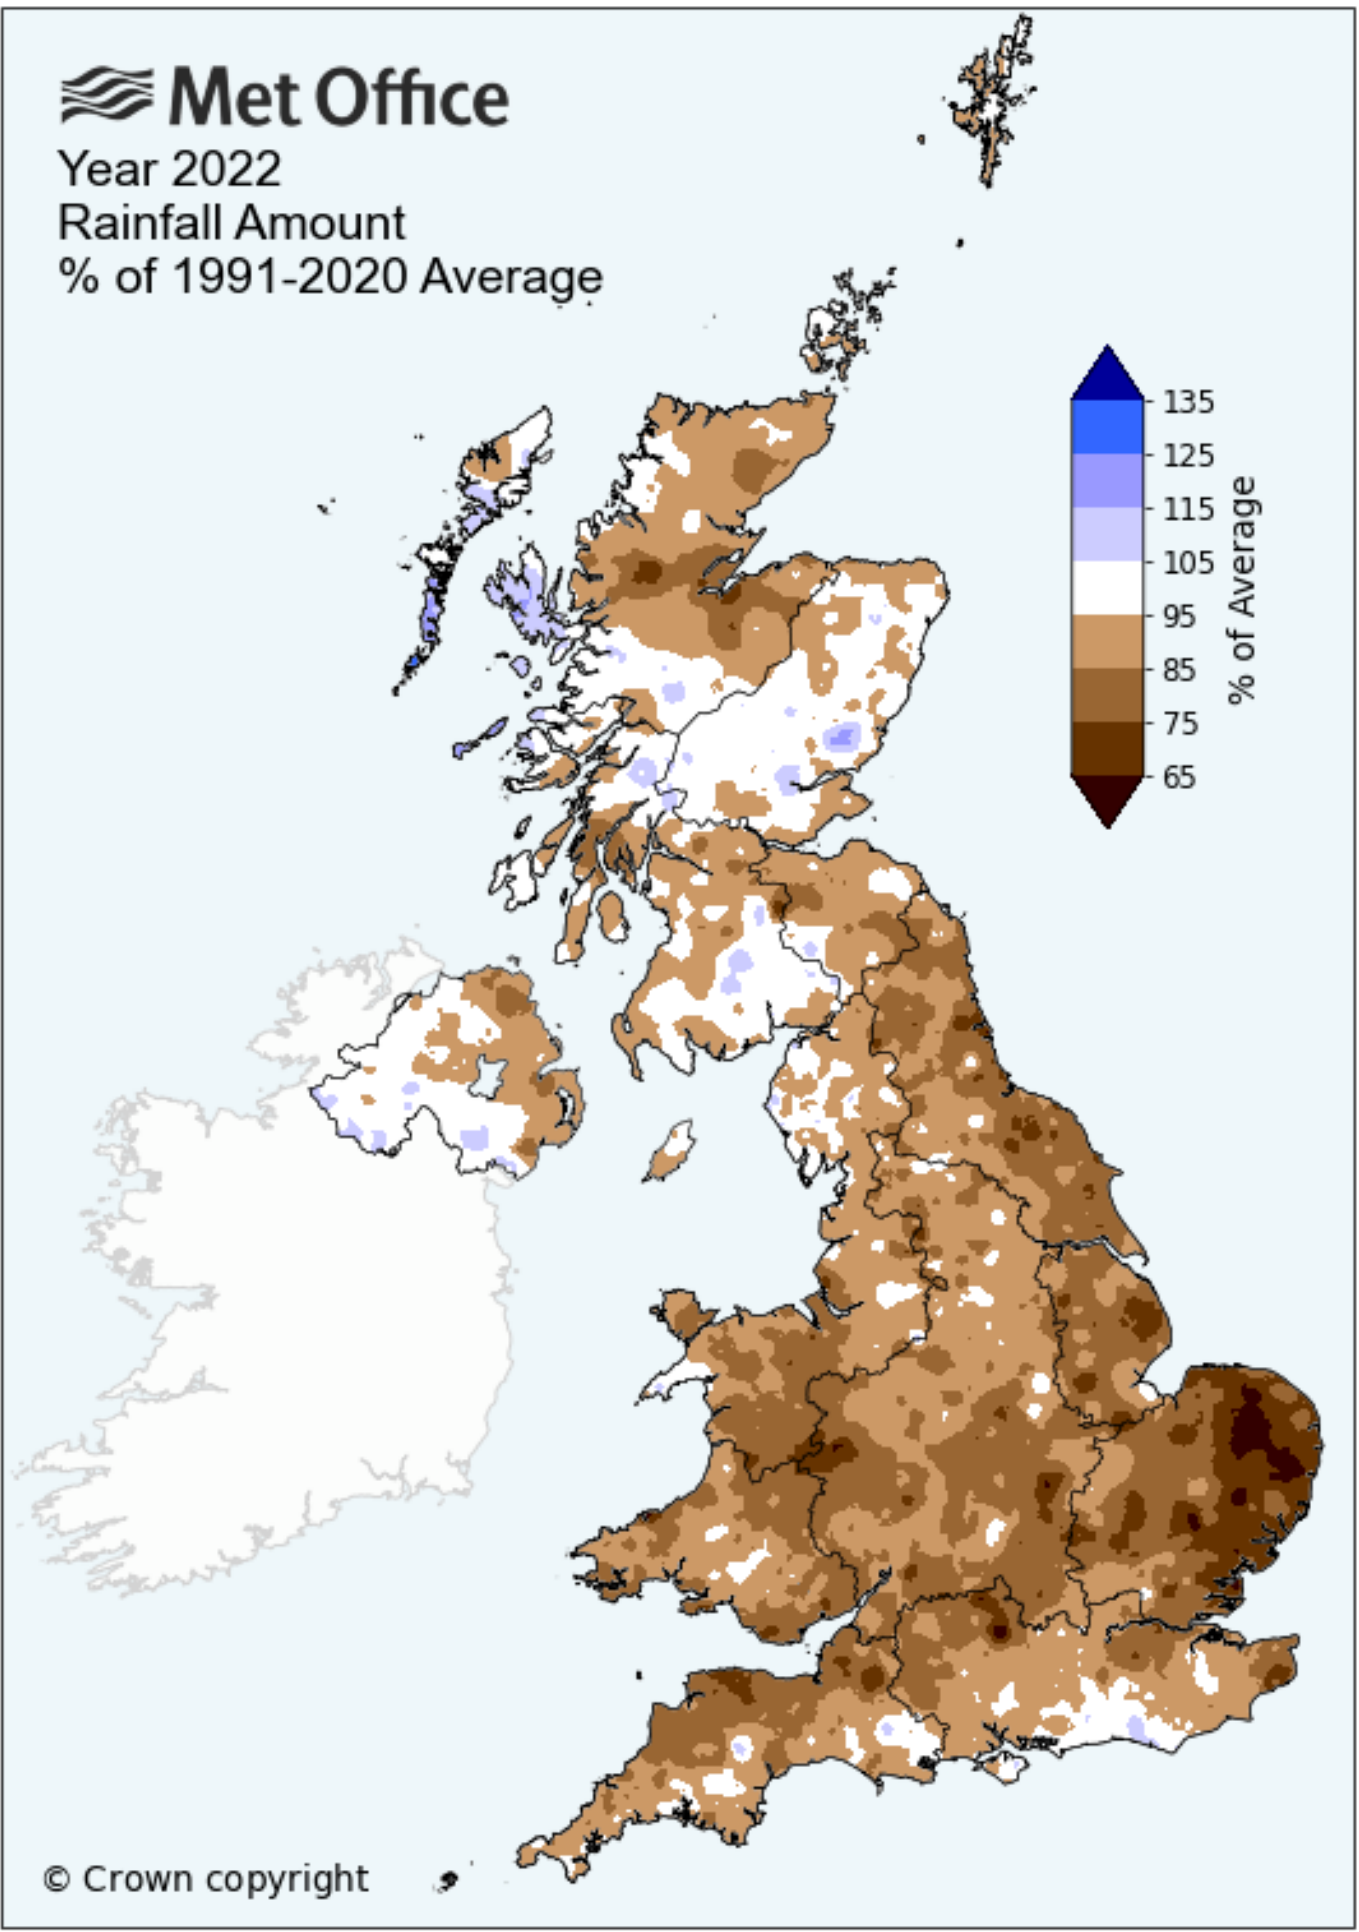 Met Office
Year 2022
Rainfall Amount
% of 1991-2020 Average
135
125
115
105
95
85
75
65
% of Average
© Crown copyright